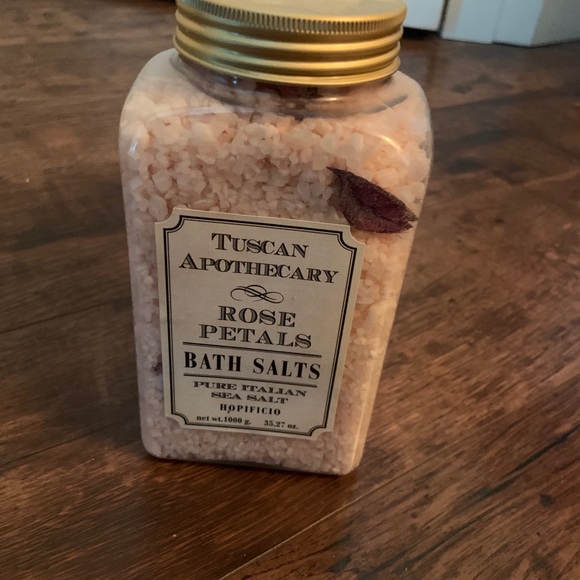 TUSCAN
APOTHECARY
ROSE
PETALS
BATH SALTS
PURE ITALIAN
SEA SALT
HOPIFICIO
net wt.1000 g. 35.27 oz.